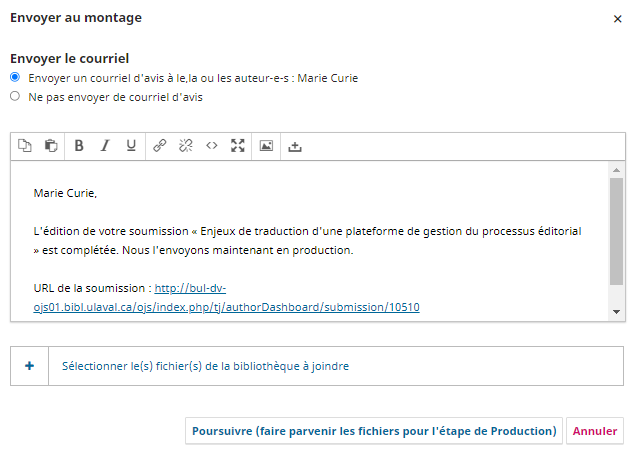 Envoyer au montage
×
Envoyer le courriel
Envoyer un courriel d'avis à le,la ou les auteur-e-s : Marie Curie
Ne pas envoyer de courriel d'avis
B I U
Marie Curie,
L'édition de votre soumission « Enjeux de traduction d'une plateforme de gestion du processus éditorial
» est complétée. Nous l'envoyons maintenant en production.
URL de la soumission : http://bul-dv-
ojs01.bibl.ulaval.ca/ojs/index.php/tj/authorDashboard/submission/10510
+ Sélectionner le(s) fichier(s) de la bibliothèque à joindre
Poursuivre (faire parvenir les fichiers pour l'étape de Production) Annuler